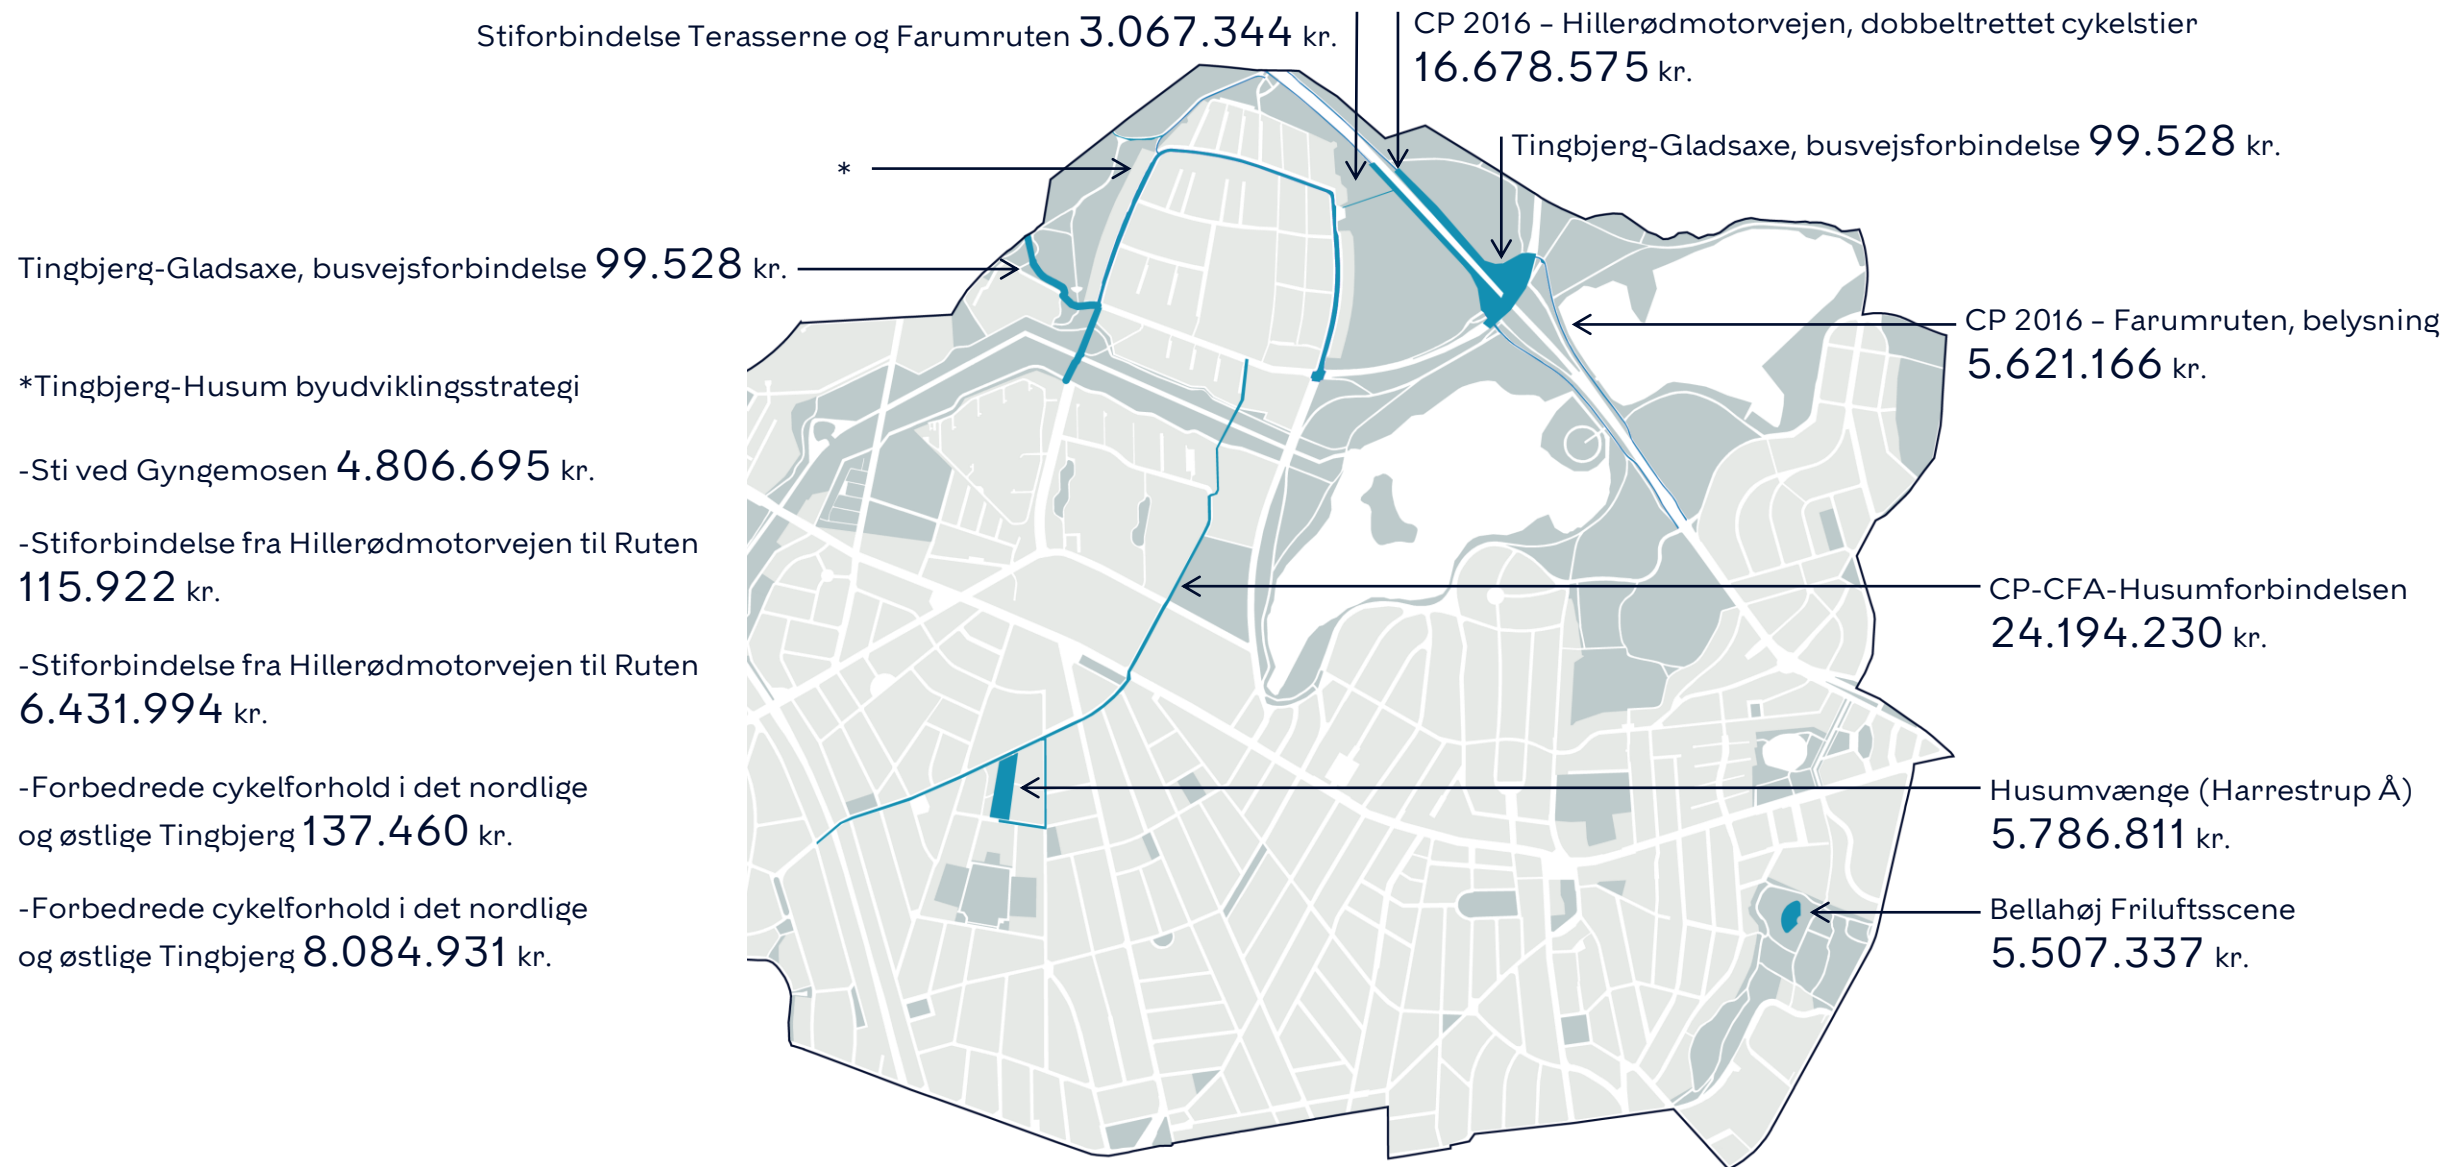 Stiforbindelse Terasserne og Farumruten 3.067.344 kr.
CP 2016 – Hillerødmotorvejen, dobbeltrettet cykelstier
16.678.575 kr.
Tingbjerg-Gladsaxe, busvejsforbindelse 99.528 kr.
*
Tingbjerg-Gladsaxe, busvejsforbindelse 99.528 kr.
CP 2016 – Farumruten, belysning
5.621.166 kr.
*Tingbjerg-Husum byudviklingsstrategi
-Sti ved Gyngemosen 4.806.695 kr.
-Stiforbindelse fra Hillerødmotorvejen til Ruten
115.922 kr.
-Stiforbindelse fra Hillerødmotorvejen til Ruten
6.431.994 kr.
-Forbedrede cykelforhold i det nordlige
og østlige Tingbjerg 137.460 kr.
-Forbedrede cykelforhold i det nordlige
og østlige Tingbjerg 8.084.931 kr.
CP-CFA-Husumforbindelsen
24.194.230 kr.
Husumvænge (Harrestrup Å)
5.786.811 kr.
Bellahøj Friluftsscene
5.507.337 kr.